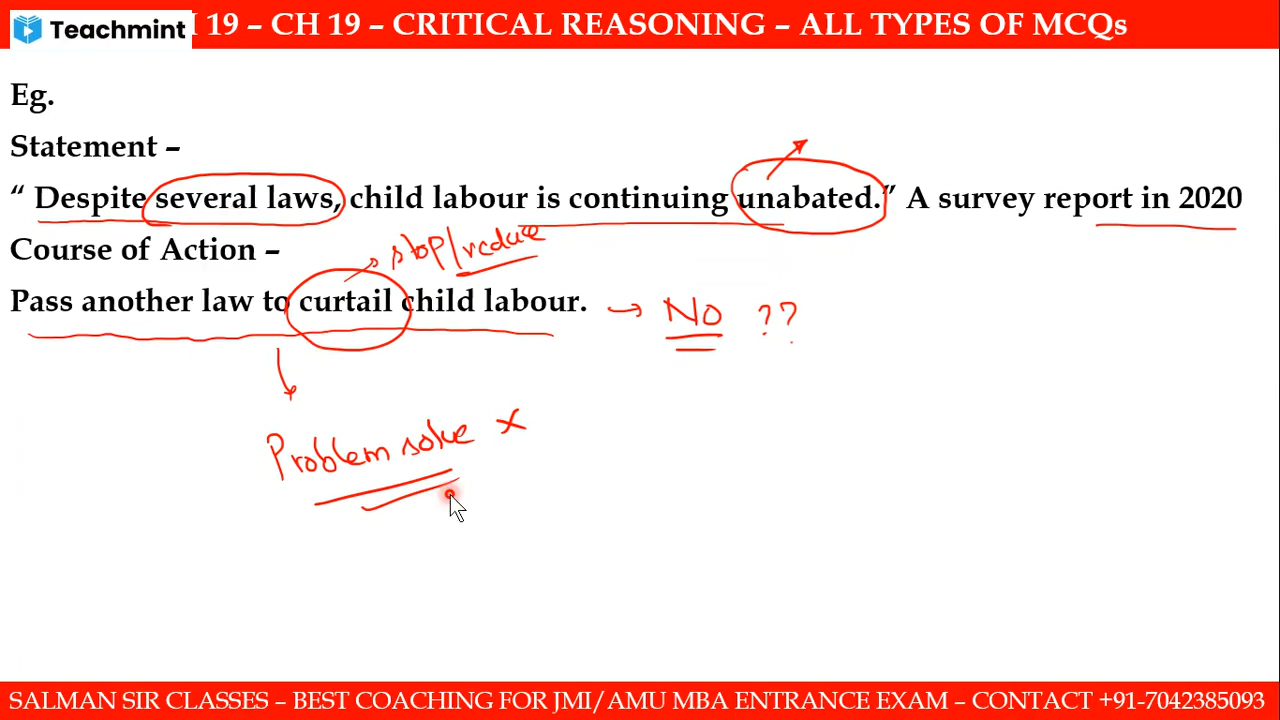 Teachmint I 19 – CH 19 – CRITICAL REASONING – ALL TYPES OF MCQs
Eg.
Statement –
“ Despite several laws, child labour is continuing unabated.” A survey report in 2020
Course of Action –
stop/reduce
Pass another law to curtail child labour.
No ??
Problem solve ×
SALMAN SIR CLASSES – BEST COACHING FOR JMI/AMU MBA ENTRANCE EXAM – CONTACT +91-7042385093